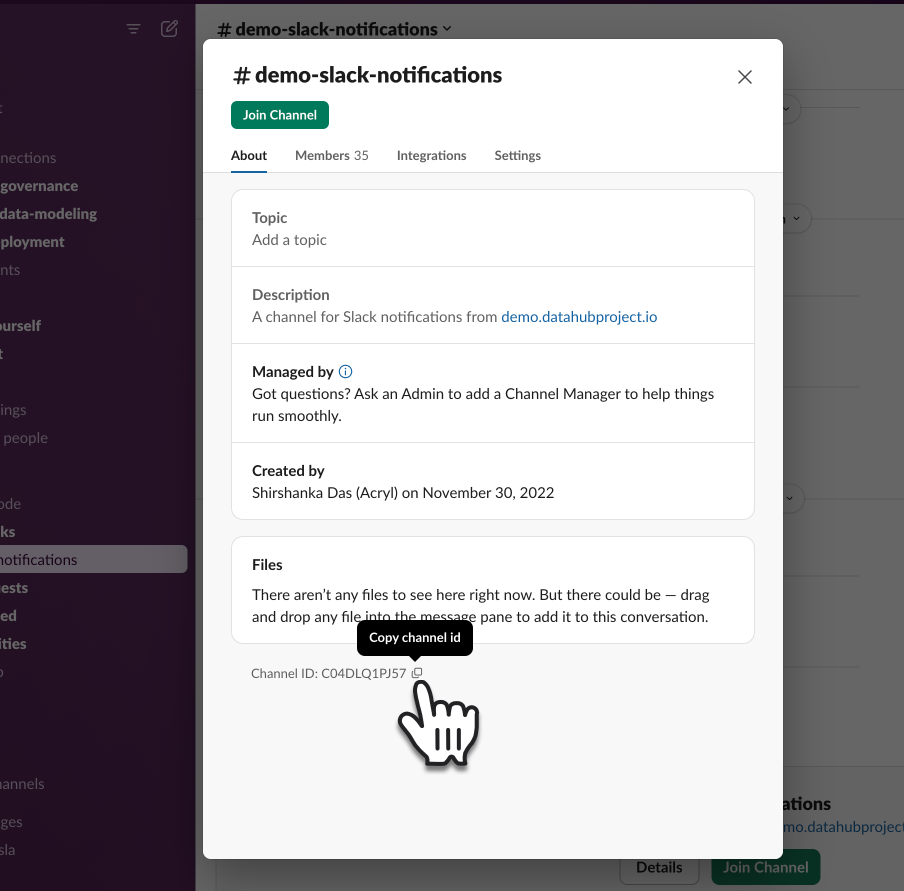 # demo-slack-notifications
# demo-slack-notifications
Join Channel
About Members 35 Integrations Settings
Topic
Add a topic
Description
A channel for Slack notifications from demo.datahubproject.io
Managed by
Got questions? Ask an Admin to add a Channel Manager to help things
run smoothly.
Created by
Shirshanka Das (Acryl) on November 30, 2022
Files
There aren't any files to see here right now. But there could be — drag
and drop any file into the message pane to add it to this conversation.
Copy channel id
Channel ID: C04DLQ1PJ57
nections
governance
data-modeling
ployment
nts
ourself
t
ings
people
ode
ks
notifications
ests
ed
ities
annels
ges
sla
ations
mo.datahubproject
Details Join Channel